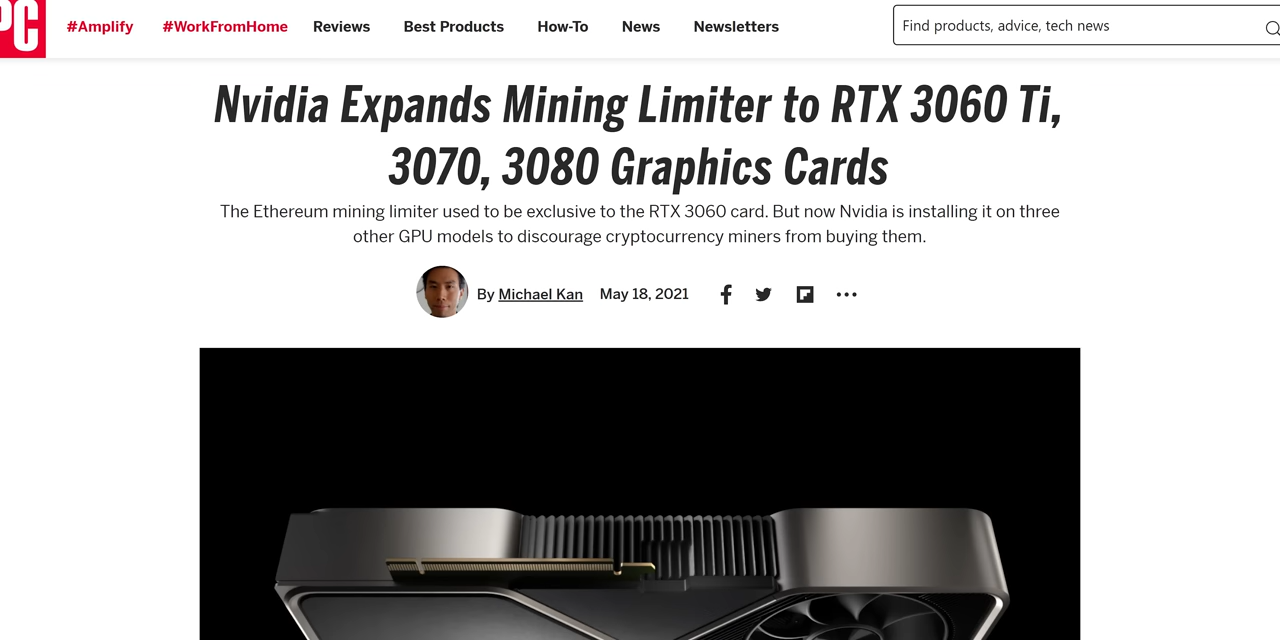 PC
#Amplify #WorkFromHome Reviews Best Products How-To News Newsletters Find products, advice, tech news
Nvidia Expands Mining Limiter to RTX 3060 Ti,
3070, 3080 Graphics Cards
The Ethereum mining limiter used to be exclusive to the RTX 3060 card. But now Nvidia is installing it on three
other GPU models to discourage cryptocurrency miners from buying them.
By Michael Kan May 18, 2021